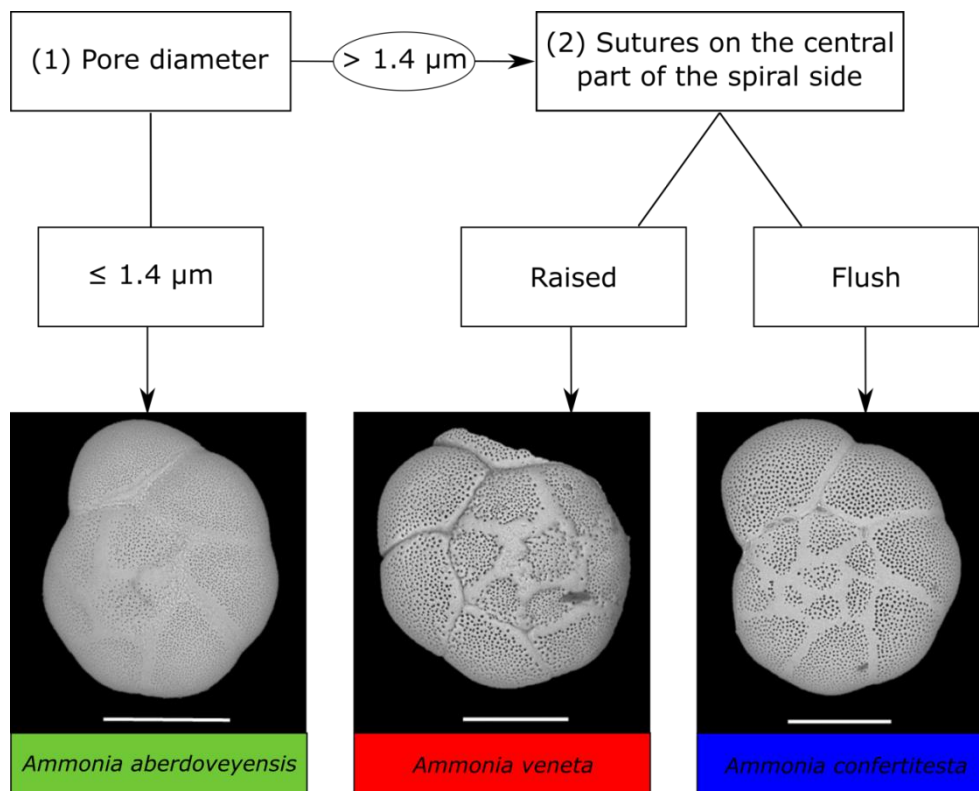 (1) Pore diameter
> 1.4 µm
(2) Sutures on the central
part of the spiral side
≤ 1.4 µm
Raised
Flush
Ammonia aberdoveyensis
Ammonia veneta
Ammonia confertitesta